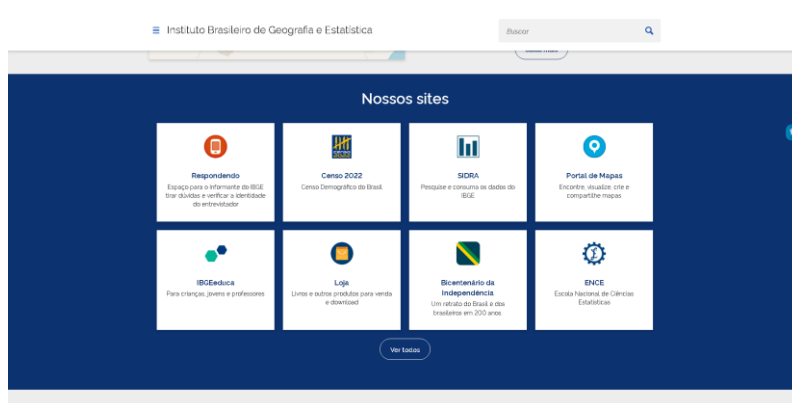 Instituto Brasileiro de Geografia e Estatística
Buscar
Nossos sites
Respondendo
Espaço para o informante do IBGE
tirar dúvidas e verificar a identidade
do entrevistador
Censo 2022
Censo Demográfico do Brasil
SIDRA
Pesquise e consuma os dados do
IBGE
Portal de Mapas
Encontre, visualize, crie e
compartilhe mapas
IBGEeduca
Para crianças, jovens e professores
Loja
Livros e outros produtos para venda
e download
Bicentenário da
Independência
Um retrato do Brasil e dos
brasileiros em 200 anos
ENCE
Escola Nacional de Ciências
Estatísticas
Ver todos